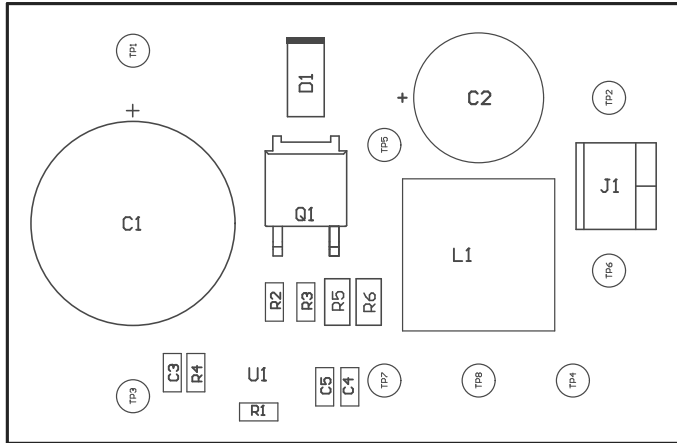 TP1
D1
+
C2
TP2
+
TP5
J1
Q1
C1
L1
TP6
R2
R3
R5
R6
C3
R4
U1
C5
C4
TP7
TP8
TP4
TP3
R1